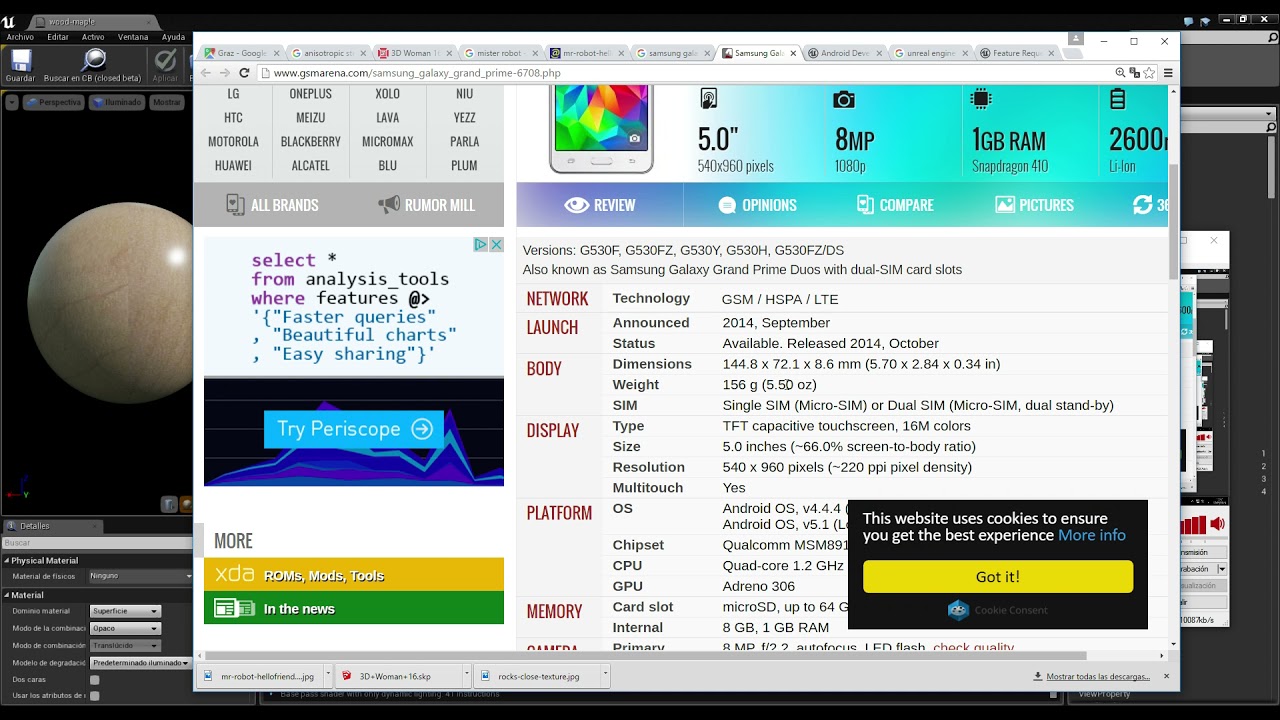 wood-maple
Archivo Editar Activo Ventana Ayuda
Guardar
Buscar en CB (closed beta)
Aplicar
Perspectiva
Iluminado
Mostrar
Graz - Google
anisotropic st
3D Woman 1
mister robot
mr-robot-hell
samsung gala
Samsung Gala
Android Deve
unreal engine
Feature Requ
www.gsmarena.com/samsung_galaxy_grand_prime-6708.php
LG ONEPLUS XOLO NIU
HTC MEIZU LAVA YEZZ
MOTOROLA BLACKBERRY MICROMAX PARLA
HUAWEI ALCATEL BLU PLUM
ALL BRANDS
RUMOR MILL
5.0"
540x960 pixels
8MP
1080p
1GB RAM
Snapdragon 410
2600
Li-Ion
REVIEW
OPINIONS
COMPARE
PICTURES
36
select *
from analysis_tools
where features @>
'{"Faster queries"
, "Beautiful charts"
, "Easy sharing"}'
Try Periscope
MORE
xda ROMs, Mods, Tools
In the news
Versions: G530F, G530FZ, G530Y, G530H, G530FZ/DS
Also known as Samsung Galaxy Grand Prime Duos with dual-SIM card slots
NETWORK Technology GSM / HSPA / LTE
LAUNCH Announced 2014, September
Status Available. Released 2014, October
BODY Dimensions 144.8 x 72.1 x 8.6 mm (5.70 x 2.84 x 0.34 in)
Weight 156 g (5.50 oz)
SIM Single SIM (Micro-SIM) or Dual SIM (Micro-SIM, dual stand-by)
DISPLAY Type TFT capacitive touchscreen, 16M colors
Size 5.0 inches (~66.0% screen-to-body ratio)
Resolution 540 x 960 pixels (~220 ppi pixel density)
Multitouch Yes
PLATFORM OS Android OS, v4.4.4 (
Android OS, v5.1 (Lo
Chipset Qualcomm MSM891
CPU Quad-core 1.2 GHz
GPU Adreno 306
MEMORY Card slot microSD, up to 64 G
Internal 8 GB, 1 GB RAM
CAMERA Primary 8 MP, f/2.2, autofocus, LED flash, check quality
This website uses cookies to ensure
you get the best experience More info
Got it!
Cookie Consent
Detalles
Buscar
Physical Material
Material de físicos Ninguno
Material
Dominio material Superficie
Modo de la combinació Opaco
Modo de combinación Translúcido
Modelo de degradació Predeterminado iluminado
Dos caras
Usar los atributos de
mr-robot-hellofriend....jpg
3D+Woman+16.skp
rocks-close-texture.jpg
Mostrar todas las descargas...
Base pass shader with only dynamic lighting: 41 instructions
ViewProperty
1
2
3
4
10087kb/s